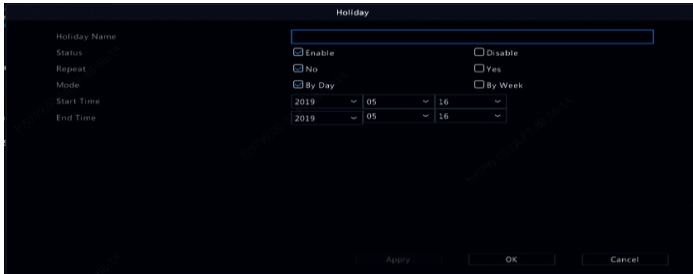 Holiday
Holiday Name
Status Enable Disable
Repeat No Yes
Mode By Day By Week
Start Time 2019 05 16
End Time 2019 05 16
Apply OK Cancel